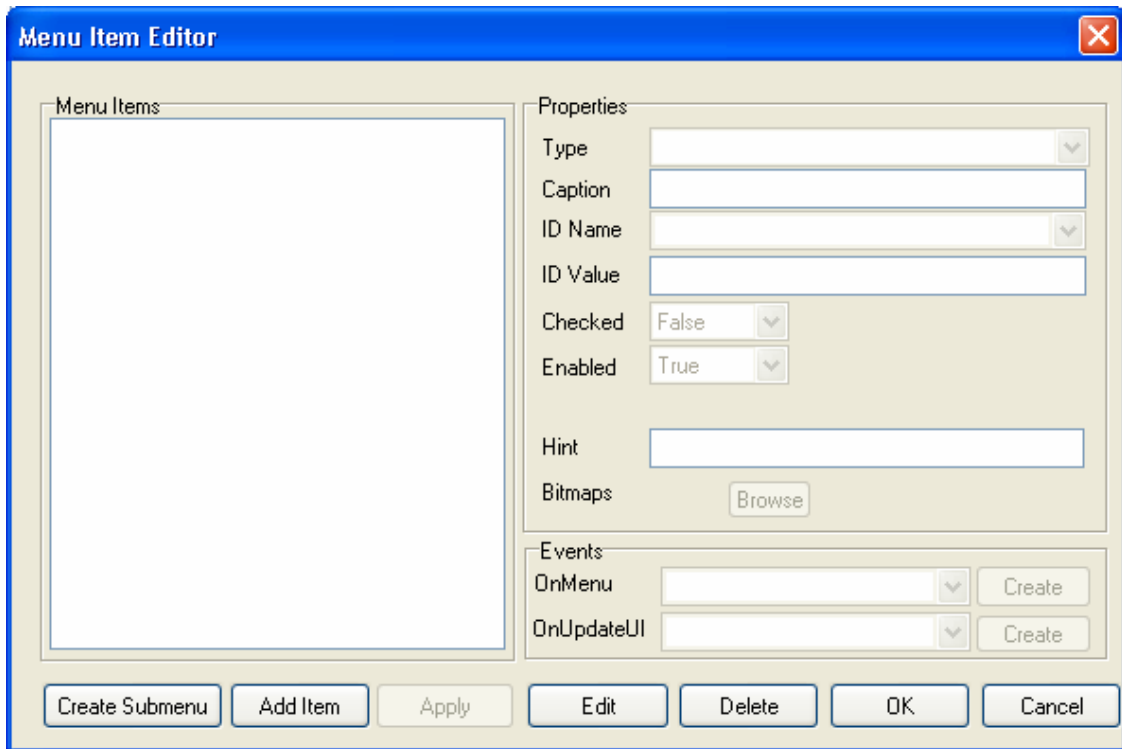 Menu Item Editor
Menu Items
Properties
Type
Caption
ID Name
ID Value
Checked False
Enabled True
Hint
Bitmaps Browse
Events
OnMenu Create
OnUpdateUI Create
Create Submenu Add Item Apply Edit Delete OK Cancel